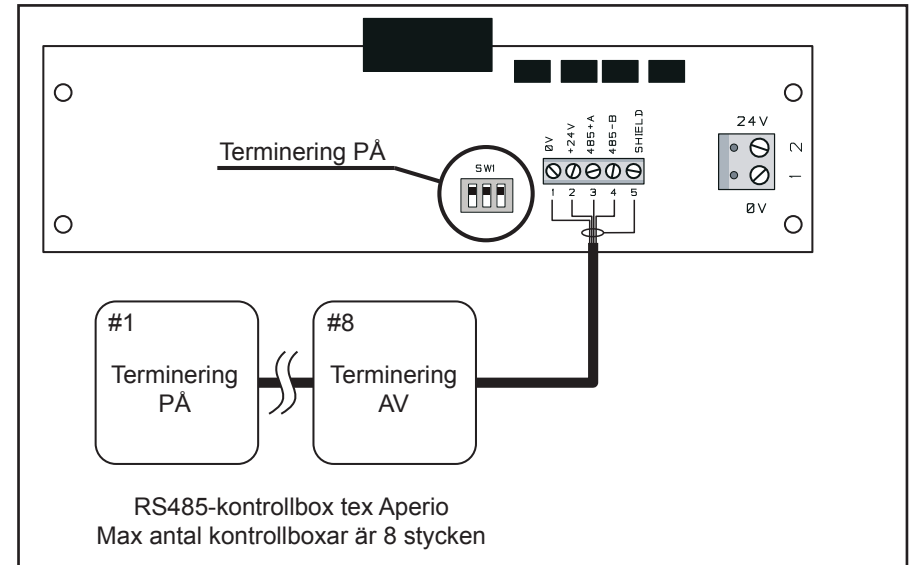 Terminering PÅ
SW1
0V
+24V
485+A
485-B
SHIELD
1 2 3 4 5
24V
2
1
0V
#1
Terminering
PÅ
#8
Terminering
AV
RS485-kontrollbox tex Aperio
Max antal kontrollboxar är 8 stycken